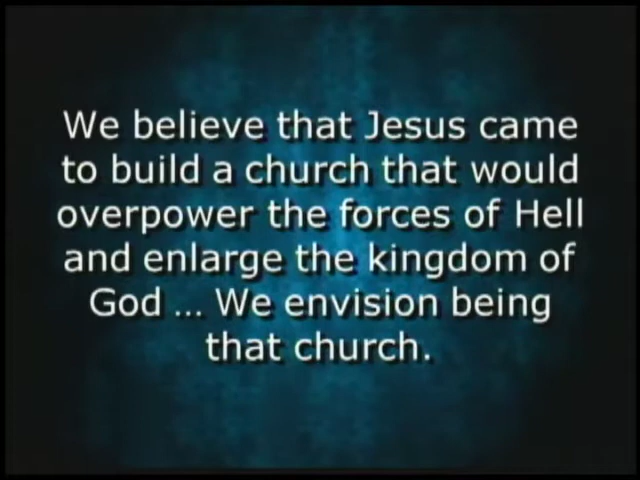 We believe that Jesus came
to build a church that would
overpower the forces of Hell
and enlarge the kingdom of
God ... We envision being
that church.